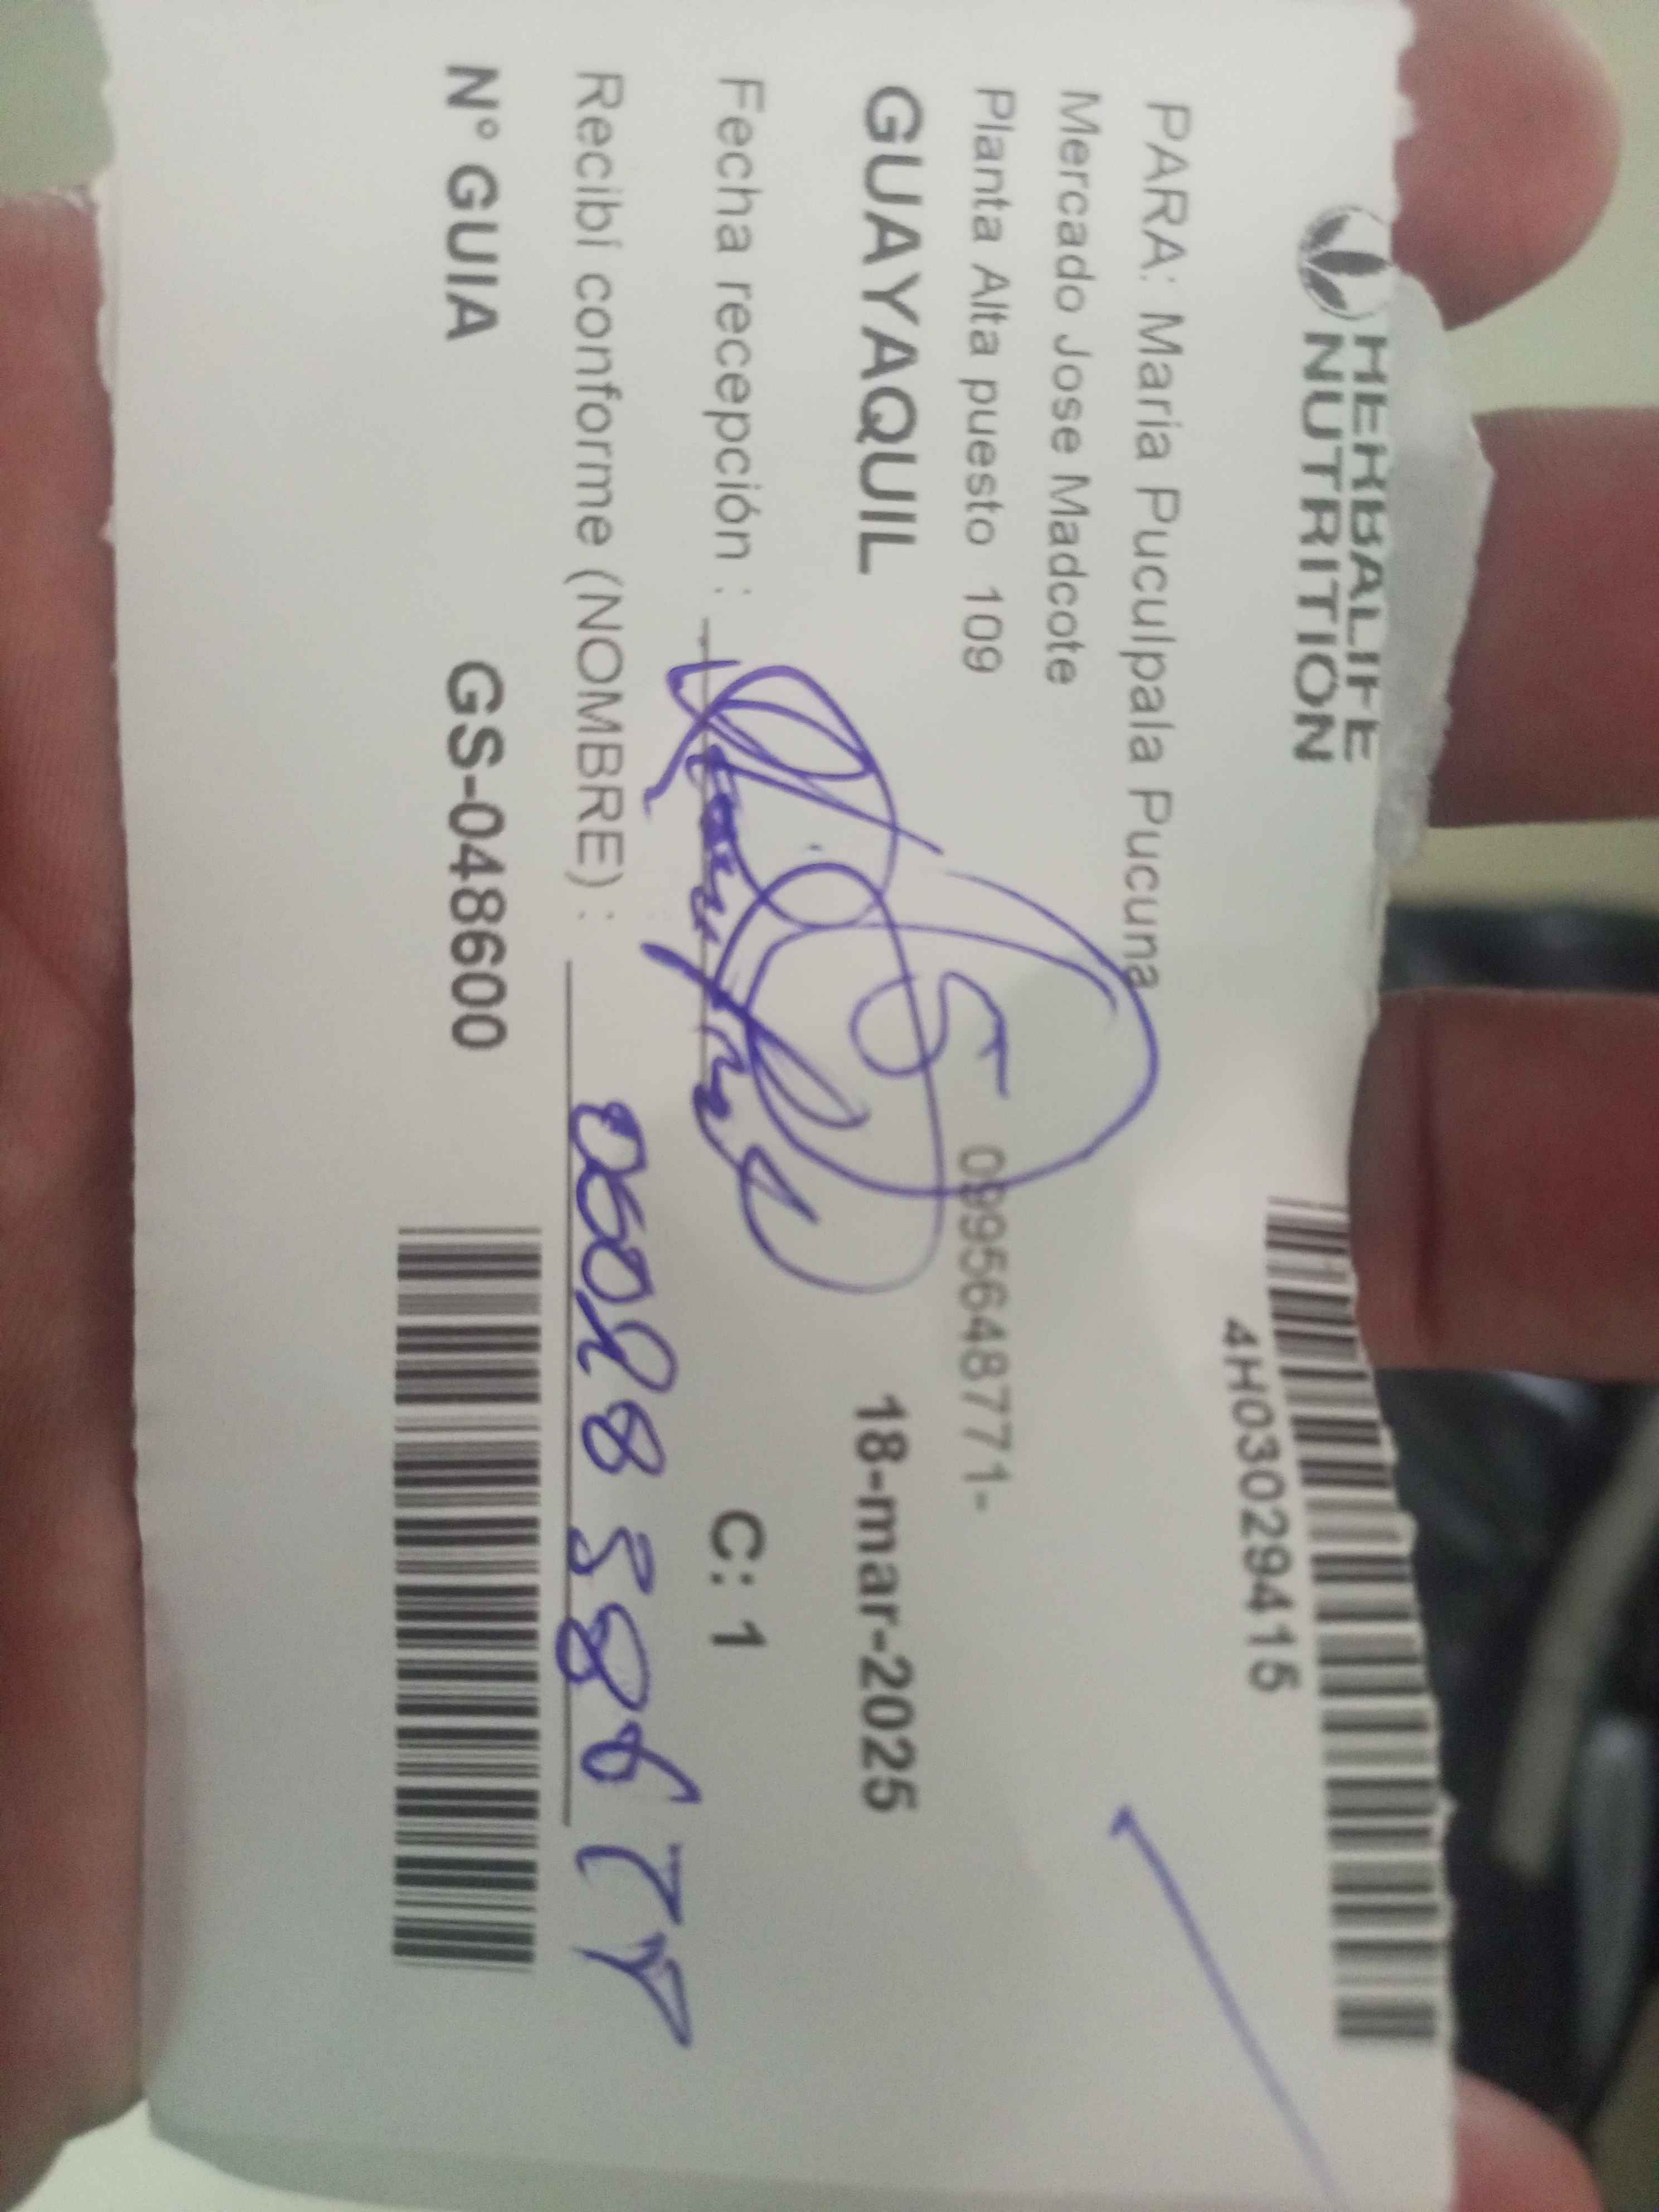 HERBALIFE
NUTRITION
4H03029415
PARA: María Puculpala Pucuna
Mercado Jose Madcote
Planta Alta puesto 109 0995648771-
GUAYAQUIL 18-mar-2025
Fecha recepción : C: 1
Recibí conforme (NOMBRE) :
N° GUIA GS-048600